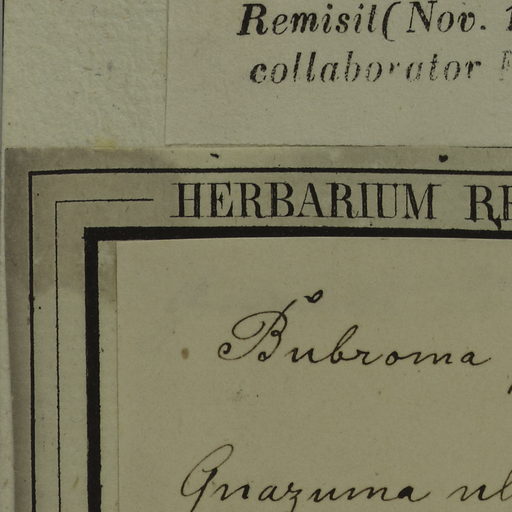 Remisit (Nov.
collaborator
HERBARIUM
Bubroma
Guazuma